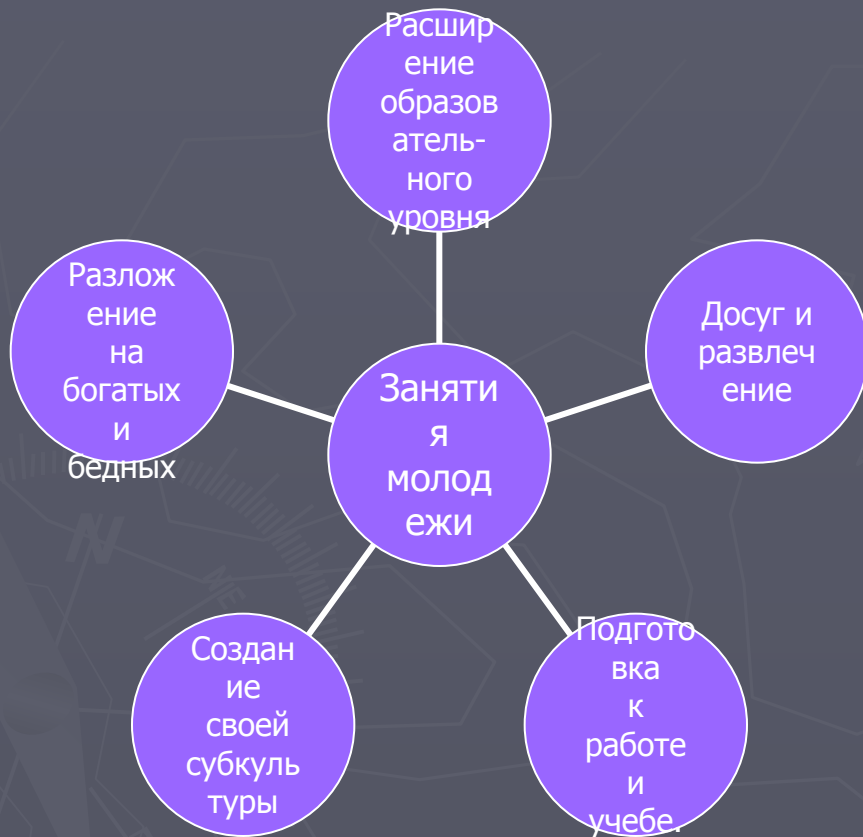 Расшир
ение
образов
атель-
ного
уровня
Разлож
ение
на
богатых
и
бедных
Досуг и
развлеч
ение
Заняти
я
молод
ежи
Создан
ие
своей
субкуль
туры
Подгото
вка
к
работе
и
учебе.
N
NE